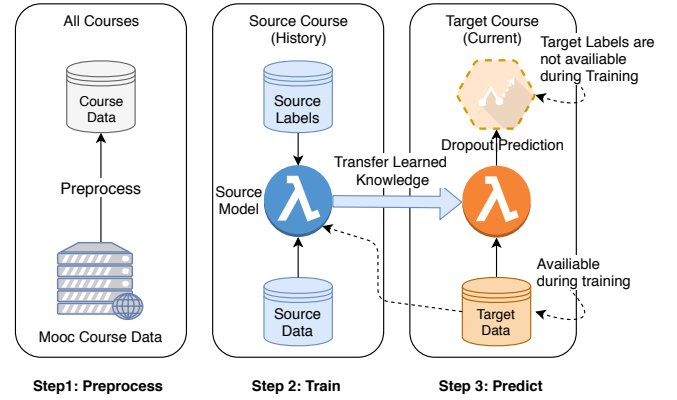 All Courses
Course
Data
Preprocess
Mooc Course Data
Step1: Preprocess
Source Course
(History)
Source
Labels
Source
Model
Transfer Learned
Knowledge
Source
Data
Step 2: Train
Target Course
(Current)
Target Labels are
not availiable
during Training
Dropout Prediction
Availiable
during training
Target
Data
Step 3: Predict